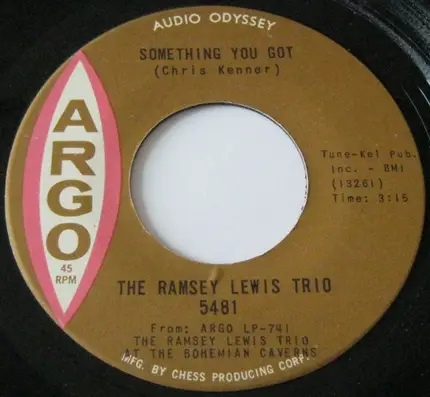 AUDIO ODYSSEY
SOMETHING YOU GOT
(Chris Kenner)
ARGO
45
RPM
Tune-Kel Pub.
Inc. - BMI
(13261)
Time: 3:15
THE RAMSEY LEWIS TRIO
5481
From: ARGO LP-741
THE RAMSEY LEWIS TRIO
AT THE BOHEMIAN CAVERNS
MFG. BY CHESS PRODUCING CORP.